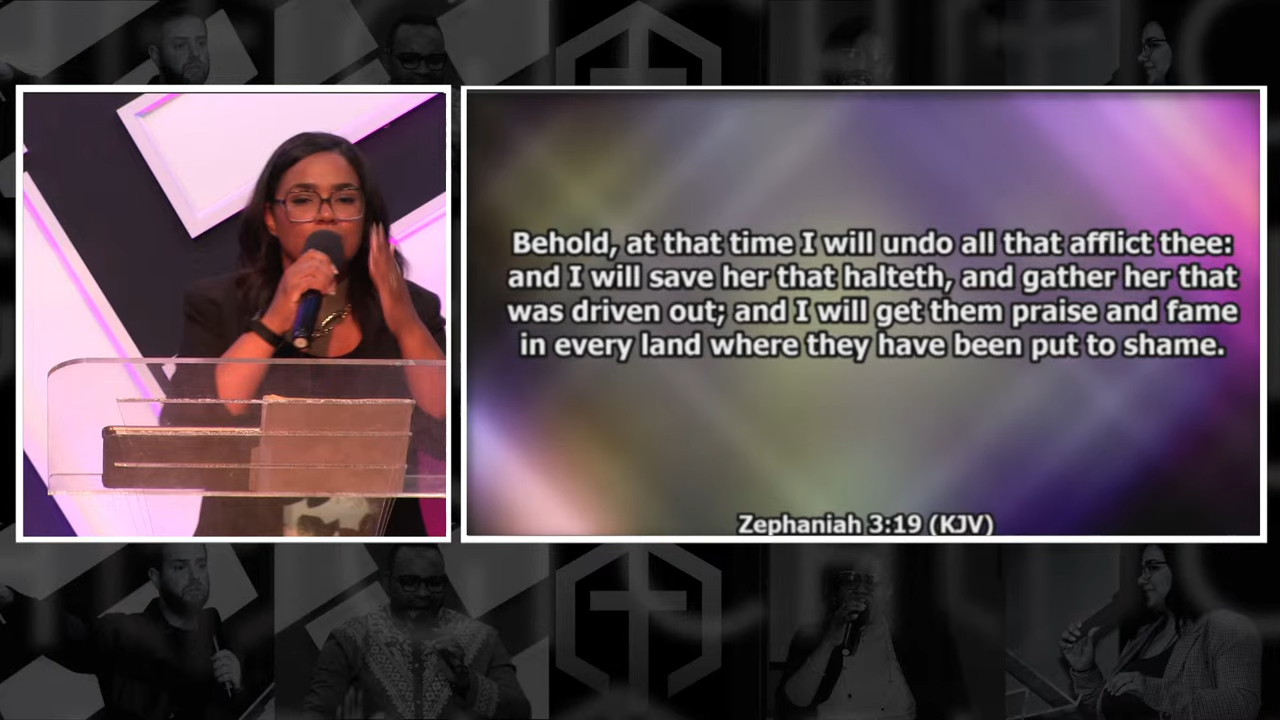 Behold, at that time I will undo all that afflict thee:
and I will save her that halteth, and gather her that
was driven out; and I will get them praise and fame
in every land where they have been put to shame.
Zephaniah 3:19 (KJV)